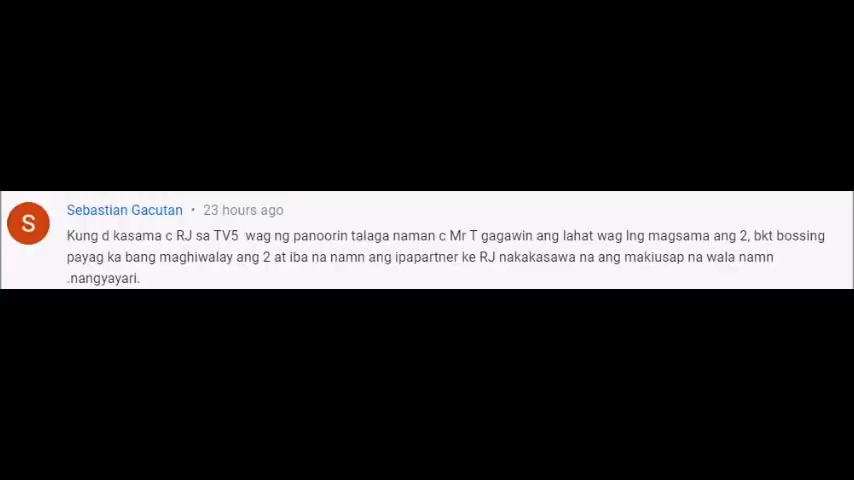 S
Sebastian Gacutan • 23 hours ago
Kung d kasama c RJ sa TV5 wag ng panoorin talaga naman c Mr T gagawin ang lahat wag lng magsama ang 2, bkt bossing
payag ka bang maghiwalay ang 2 at iba na namn ang ipapartner ke RJ nakakasawa na ang makiusap na wala namn
.nangyayari.